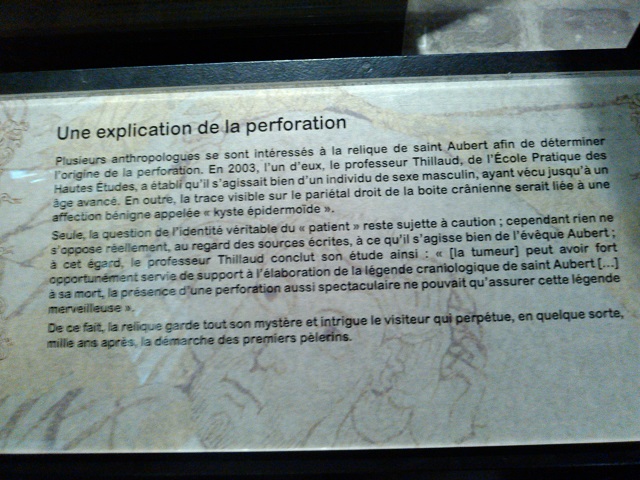 Une explication de la perforation
Plusieurs anthropologues se sont intéressés à la relique de saint Aubert afin de déterminer
l'origine de la perforation. En 2003, l'un d'eux, le professeur Thillaud, de l'École Pratique des
Hautes Études, a établi qu'il s'agissait bien d'un individu de sexe masculin, ayant vécu jusqu'à un
âge avancé. En outre, la trace visible sur le pariétal droit de la boite crânienne serait liée à une
affection bénigne appelée « kyste épidermoïde ».
Seule, la question de l'identité véritable du « patient » reste sujette à caution ; cependant rien ne
s'oppose réellement, au regard des sources écrites, à ce qu'il s'agisse bien de l'évêque Aubert ;
à cet égard, le professeur Thillaud conclut son étude ainsi : « [la tumeur] peut avoir fort
opportunément servie de support à l'élaboration de la légende craniologique de saint Aubert [...]
à sa mort, la présence d'une perforation aussi spectaculaire ne pouvait qu'assurer cette légende
merveilleuse ».
De ce fait, la relique garde tout son mystère et intrigue le visiteur qui perpétue, en quelque sorte,
mille ans après, la démarche des premiers pèlerins.